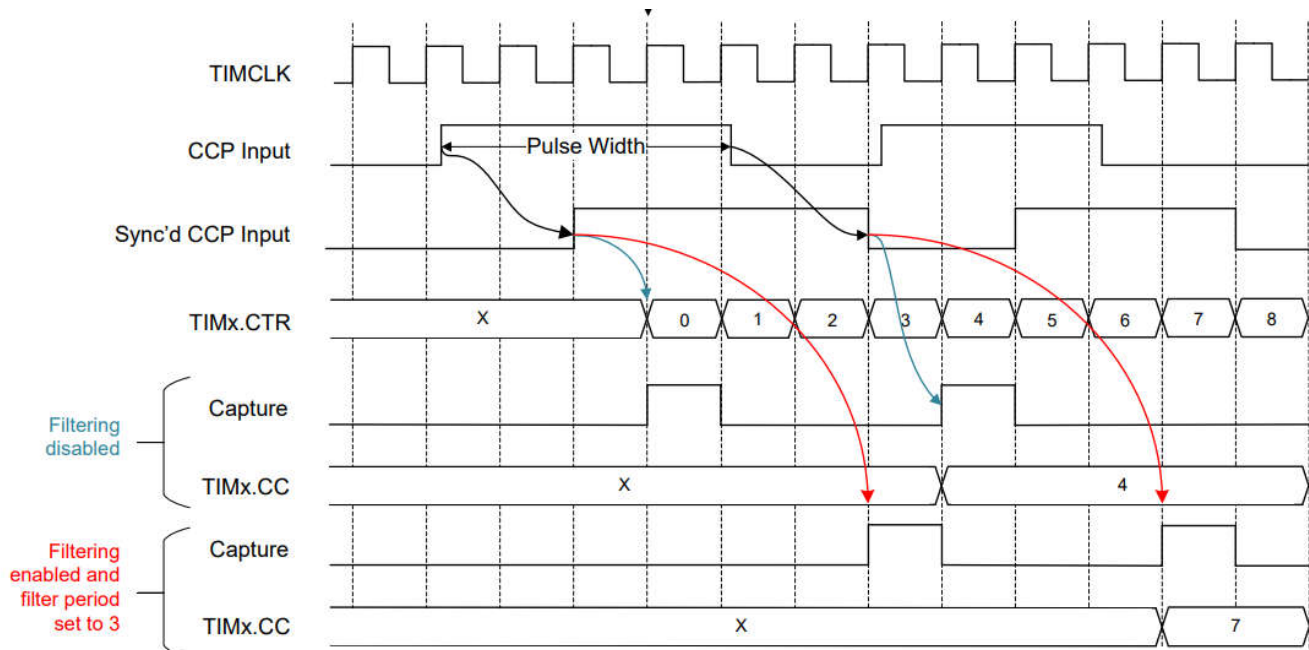 TIMCLK
CCP Input
Pulse Width
Sync'd CCP Input
TIMx.CTR
X
0
1
2
3
4
5
6
7
8
Filtering
disabled
Capture
TIMx.CC
X
4
Filtering
enabled and
filter period
set to 3
Capture
TIMx.CC
X
7